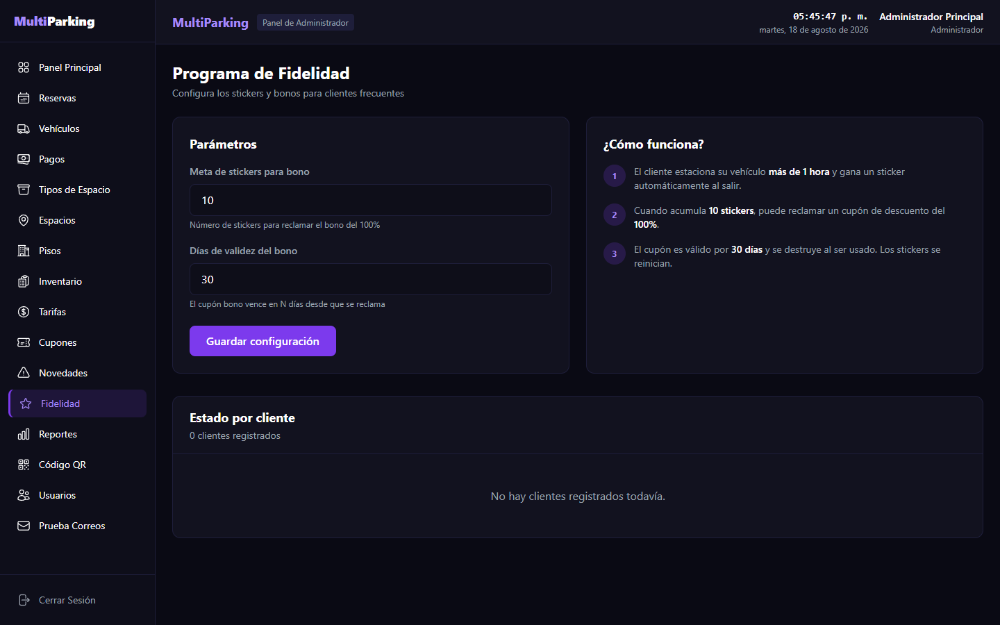 MultiParking
Panel Principal
Reservas
Vehículos
Pagos
Tipos de Espacio
Espacios
Pisos
Inventario
Tarifas
Cupones
Novedades
Fidelidad
Reportes
Código QR
Usuarios
Prueba Correos
Cerrar Sesión
MultiParking
Panel de Administrador
05:45:47 p. m.
martes, 18 de agosto de 2026
Administrador Principal
Administrador
Programa de Fidelidad
Configura los stickers y bonos para clientes frecuentes
Parámetros
Meta de stickers para bono
10
Número de stickers para reclamar el bono del 100%
Días de validez del bono
30
El cupón bono vence en N días desde que se reclama
Guardar configuración
¿Cómo funciona?
1
El cliente estaciona su vehículo más de 1 hora y gana un sticker
automáticamente al salir.
2
Cuando acumula 10 stickers, puede reclamar un cupón de descuento del
100%.
3
El cupón es válido por 30 días y se destruye al ser usado. Los stickers se
reinician.
Estado por cliente
0 clientes registrados
No hay clientes registrados todavía.